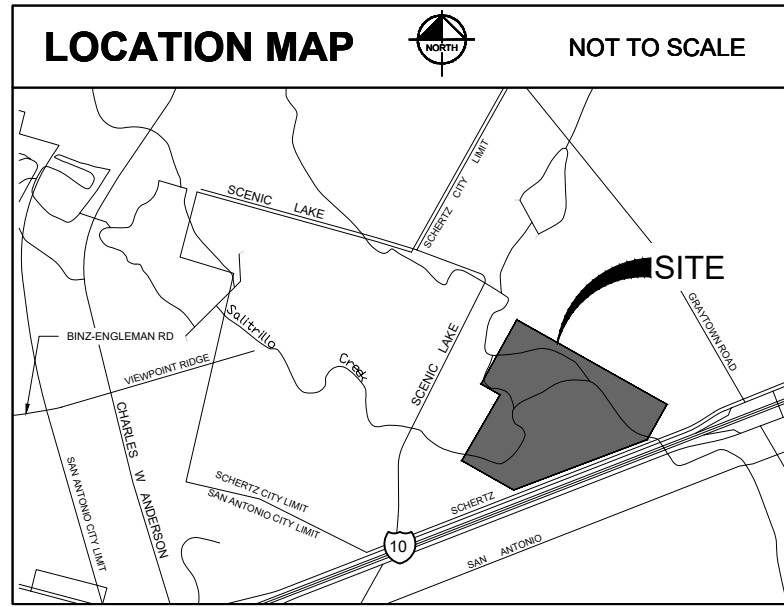 LOCATION MAP
NORTH
NOT TO SCALE
SCENIC LAKE
SCHERTZ CITY LIMIT
SITE
GRAYTOWN ROAD
BINZ-ENGLEMAN RD
Salitrillo
Creek
SCENIC LAKE
VIEWPOINT RIDGE
CHARLES W ANDERSON
SAN ANTONIO CITY LIMIT
SCHERTZ CITY LIMIT
SAN ANTONIO CITY LIMIT
SCHERTZ
10
SAN ANTONIO